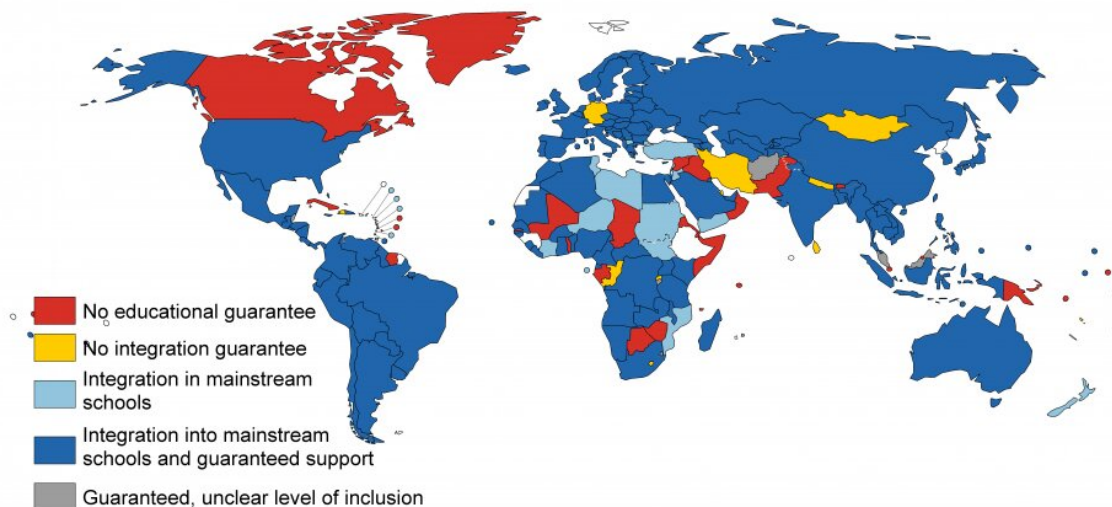 No educational guarantee
No integration guarantee
Integration in mainstream
schools
Integration into mainstream
schools and guaranteed support
Guaranteed, unclear level of inclusion